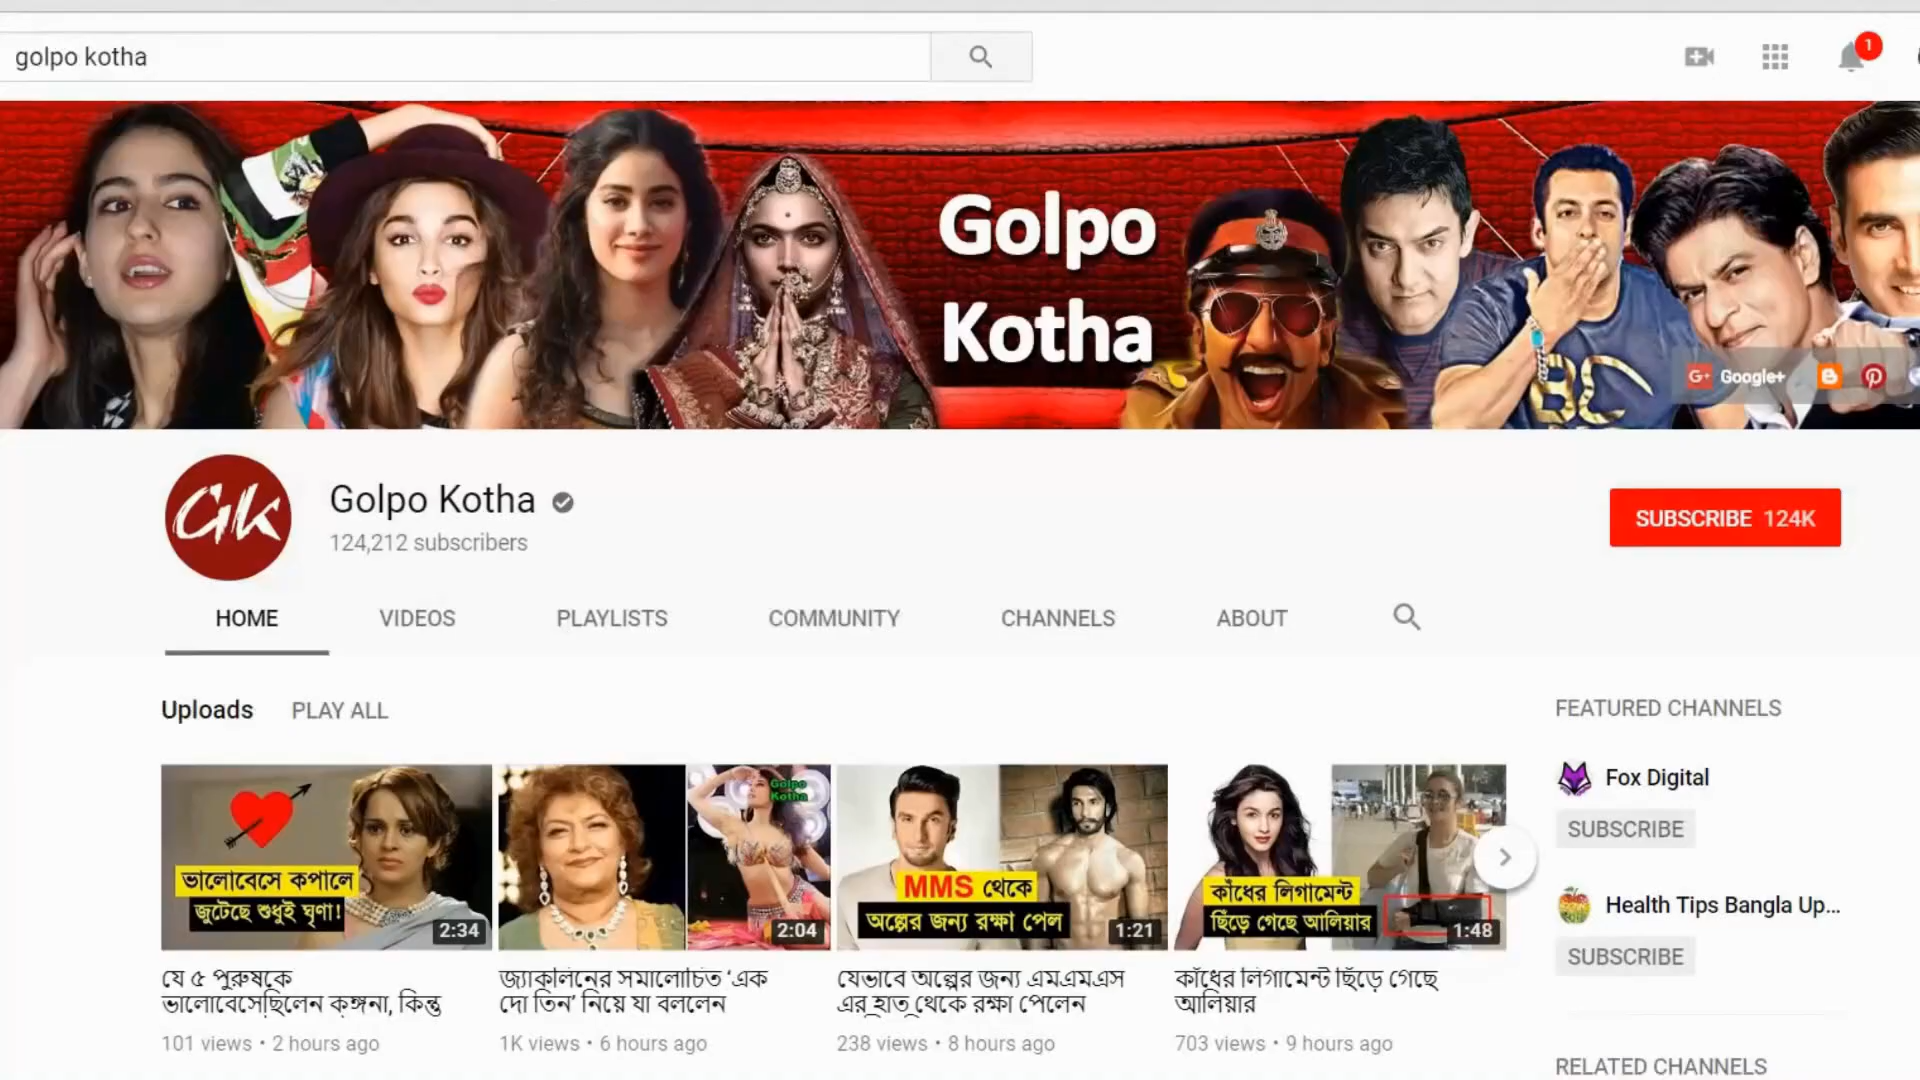 golpo kotha
1
Golpo
Kotha
G+ Google+
GK
Golpo Kotha
124,212 subscribers
SUBSCRIBE 124K
HOME VIDEOS PLAYLISTS COMMUNITY CHANNELS ABOUT
Uploads PLAY ALL
ভালোবেসে কপালে
জুটেছে শুধুই ঘৃণা!
2:34
Golpo
Kotha
2:04
MMS থেকে
অল্পের জন্য রক্ষা পেল
1:21
কাঁধের লিগামেন্ট
ছিঁড়ে গেছে আলিয়ার
1:48
যে ৫ পুরুষকে
ভালোবেসেছিলেন কঙ্গনা, কিন্তু
101 views • 2 hours ago
জ্যাকলিনের সমালোচিত ‘এক
দো তিন’ নিয়ে যা বললেন
1K views • 6 hours ago
যেভাবে অল্পের জন্য এমএমএস
এর হাত থেকে রক্ষা পেলেন
238 views • 8 hours ago
কাঁধের লিগামেন্ট ছিঁড়ে গেছে
আলিয়ার
703 views • 9 hours ago
FEATURED CHANNELS
Fox Digital
SUBSCRIBE
Health Tips Bangla Up...
SUBSCRIBE
RELATED CHANNELS